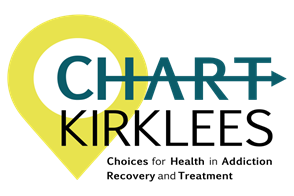 CHART
KIRKLEES
Choices for Health in Addiction
Recovery and Treatment